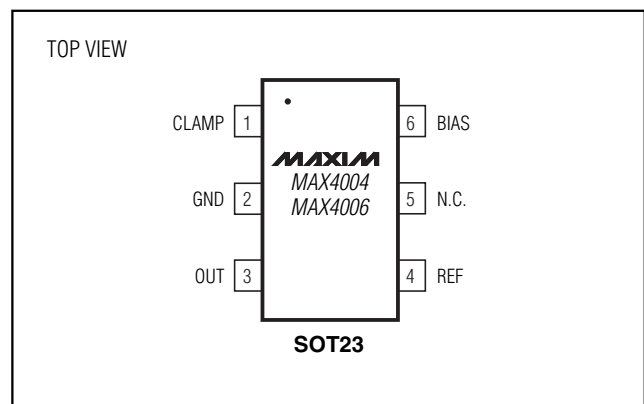 TOP VIEW
CLAMP 1 6 BIAS
MAXIM
MAX4004
GND 2 5 N.C.
MAX4006
OUT 3 4 REF
SOT23